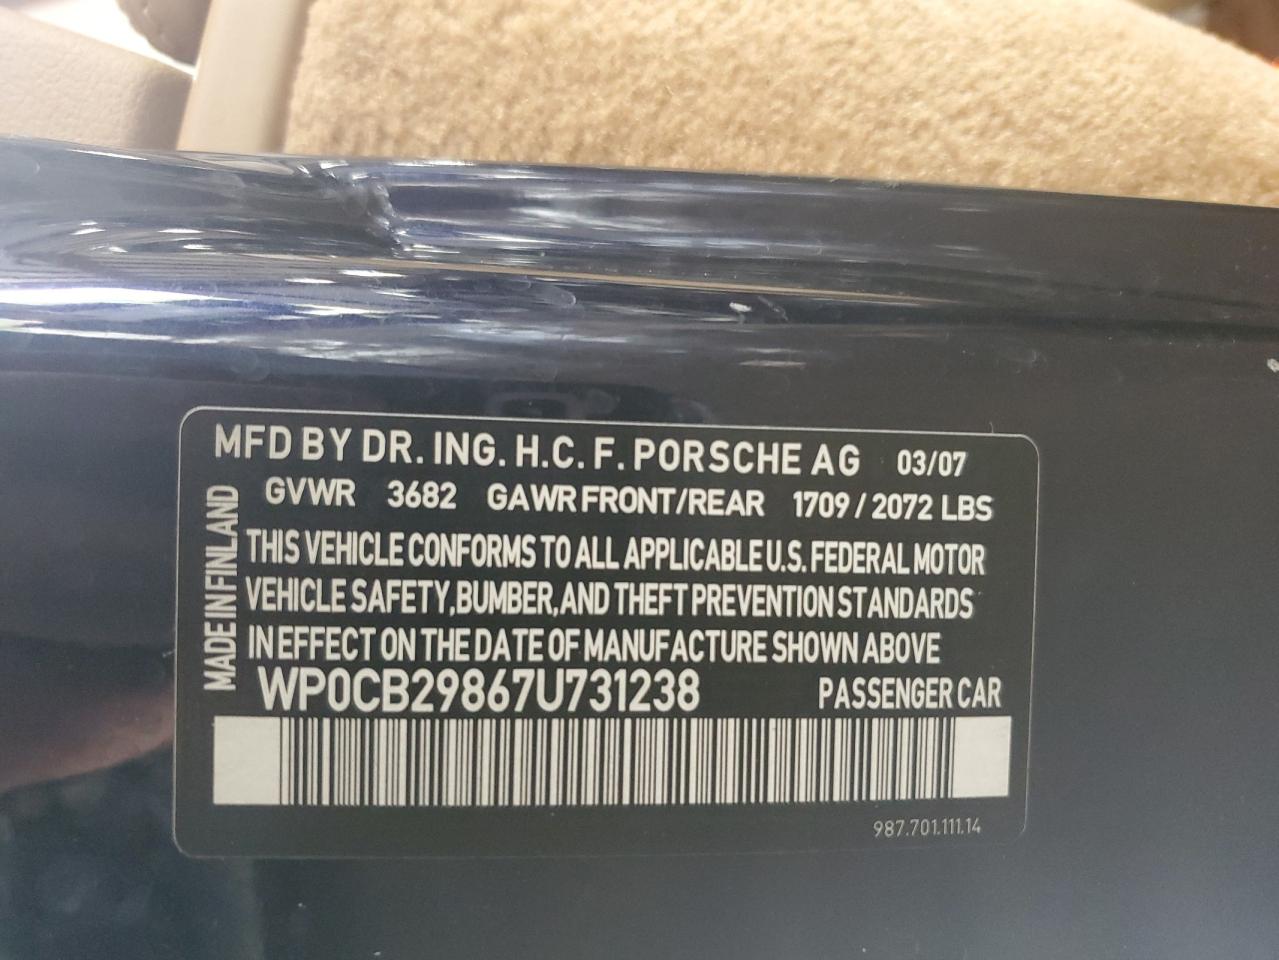 MFD BY DR. ING. H.C. F. PORSCHE AG 03/07
GVWR 3682 GAWR FRONT/REAR 1709 / 2072 LBS
THIS VEHICLE CONFORMS TO ALL APPLICABLE U.S. FEDERAL MOTOR
VEHICLE SAFETY, BUMBER, AND THEFT PREVENTION STANDARDS
IN EFFECT ON THE DATE OF MANUFACTURE SHOWN ABOVE
WP0CB29867U731238 PASSENGER CAR
987.701.111.14
MADE IN FINLAND